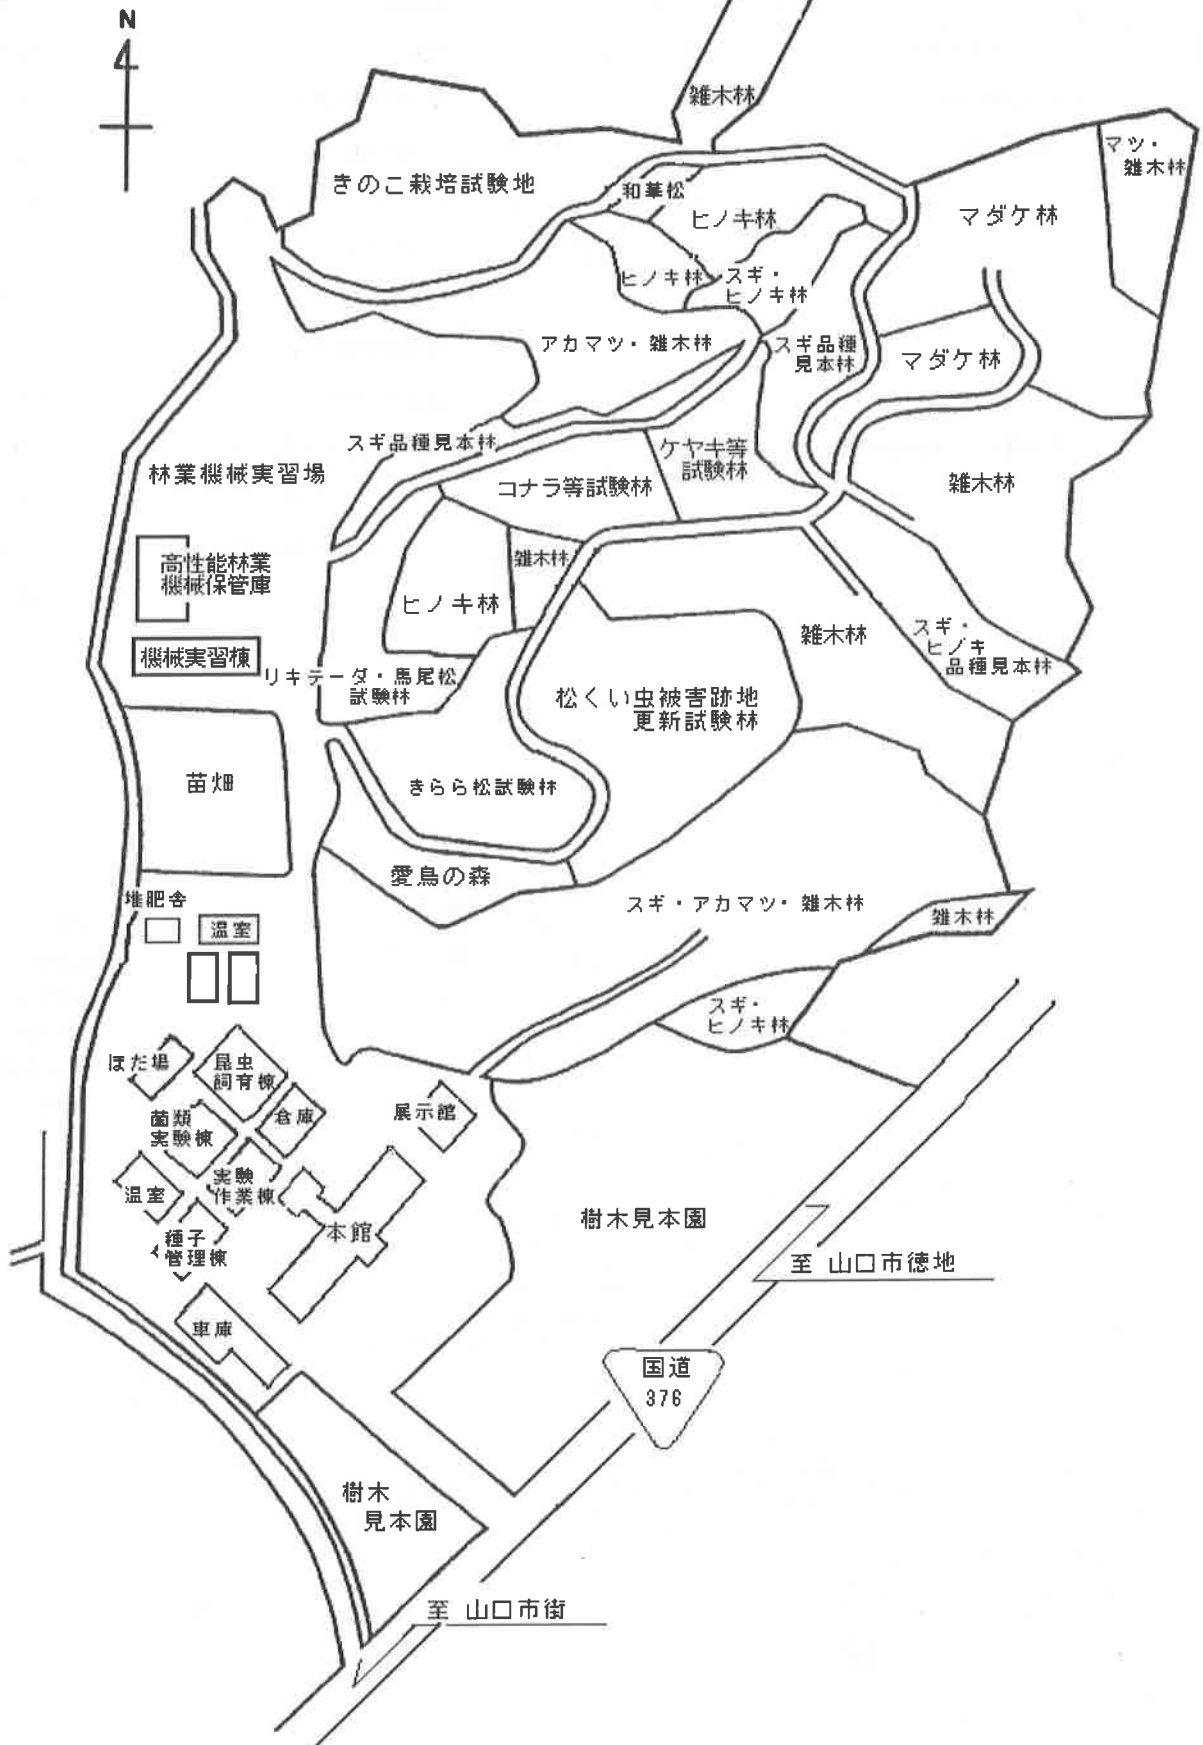 N
雑木林
マツ・
雑木林
きのこ栽培試験地
和華松
ヒノキ林
マダケ林
ヒノキ林
スギ・
ヒノキ林
アカマツ・雑木林
スギ品種
見本林
マダケ林
スギ品種見本林
ケヤキ等
試験林
林業機械実習場
コナラ等試験林
雑木林
高性能林業
機械保管庫
雑木林
ヒノキ林
雑木林
スギ・
ヒノキ
品種見本林
機械実習棟
リキテーダ・馬尾松
試験林
松くい虫被害跡地
更新試験林
苗畑
きらら松試験林
愛鳥の森
堆肥舎
温室
スギ・アカマツ・雑木林
雑木林
スギ・
ヒノキ林
ほだ場
昆虫
飼育棟
菌類
実験棟
倉庫
展示館
温室
実験
作業棟
種子
管理棟
本館
樹木見本園
至 山口市徳地
車庫
国道
376
樹木
見本園
至 山口市街